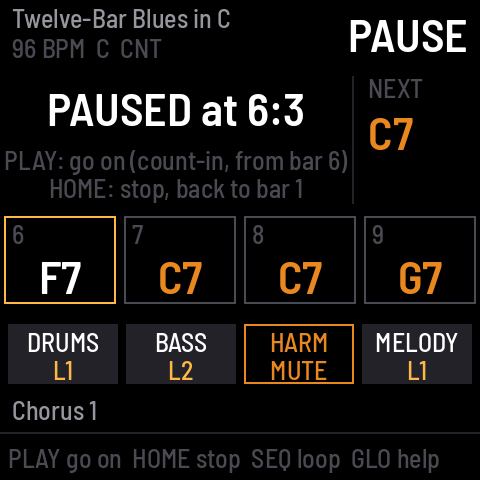 Twelve-Bar Blues in C
96 BPM C CNT
PAUSE
PAUSED at 6:3
PLAY: go on (count-in, from bar 6)
HOME: stop, back to bar 1
NEXT
C7
6
F7
7
C7
8
C7
9
G7
DRUMS
L1
BASS
L2
HARM
MUTE
MELODY
L1
Chorus 1
PLAY go on HOME stop SEQ loop GLO help